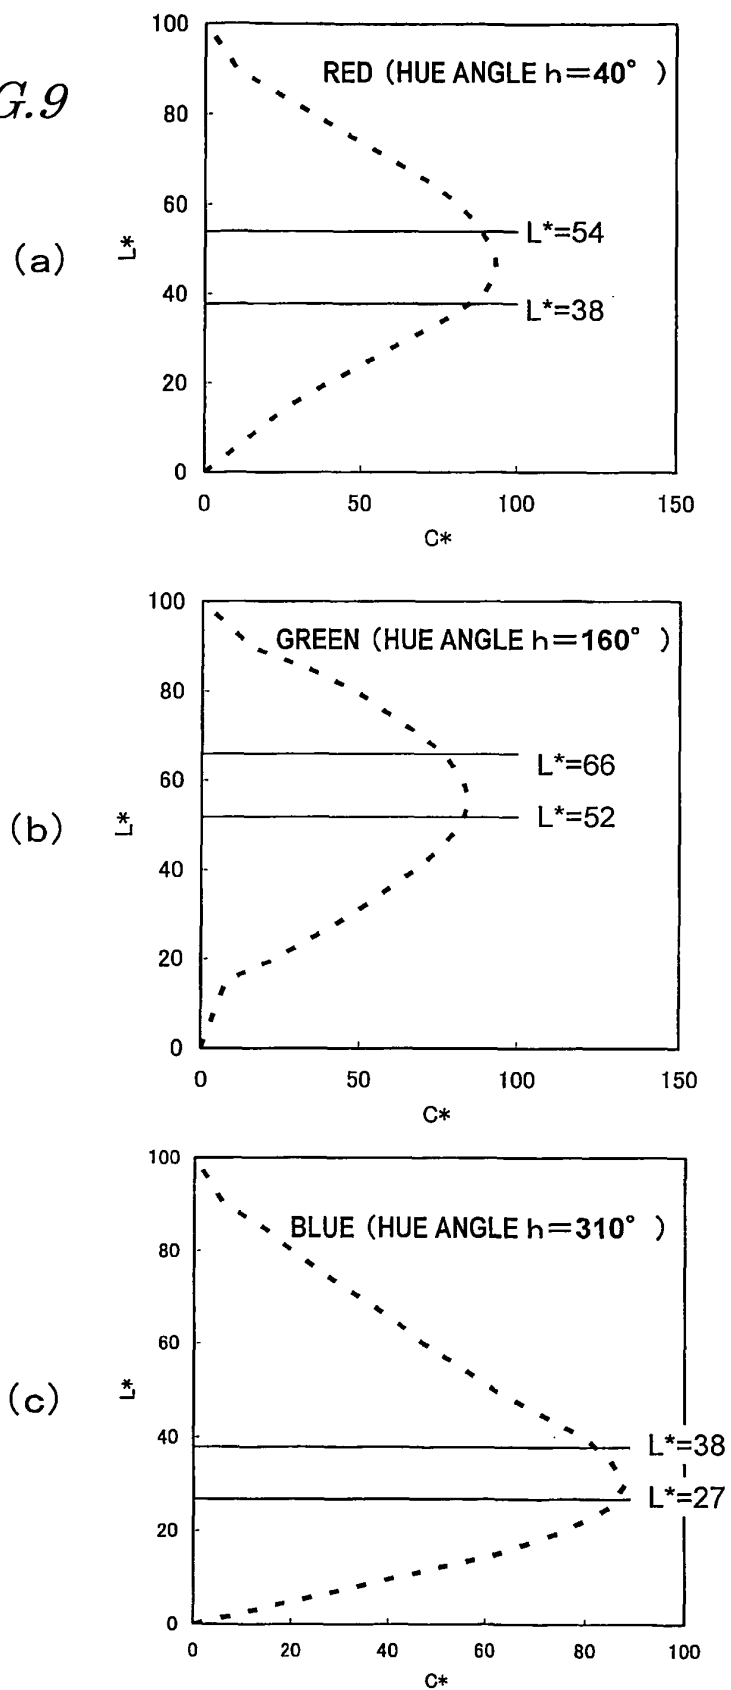 G.9
(a)
RED (HUE ANGLE h=40° )
100
80
60
40
20
0
L*
L*=54
L*=38
0 50 100 150
C*
(b)
GREEN (HUE ANGLE h=160° )
100
80
60
40
20
0
L*
L*=66
L*=52
0 50 100 150
C*
(c)
BLUE (HUE ANGLE h=310° )
100
80
60
40
20
0
L*
L*=38
L*=27
0 20 40 60 80 100
C*